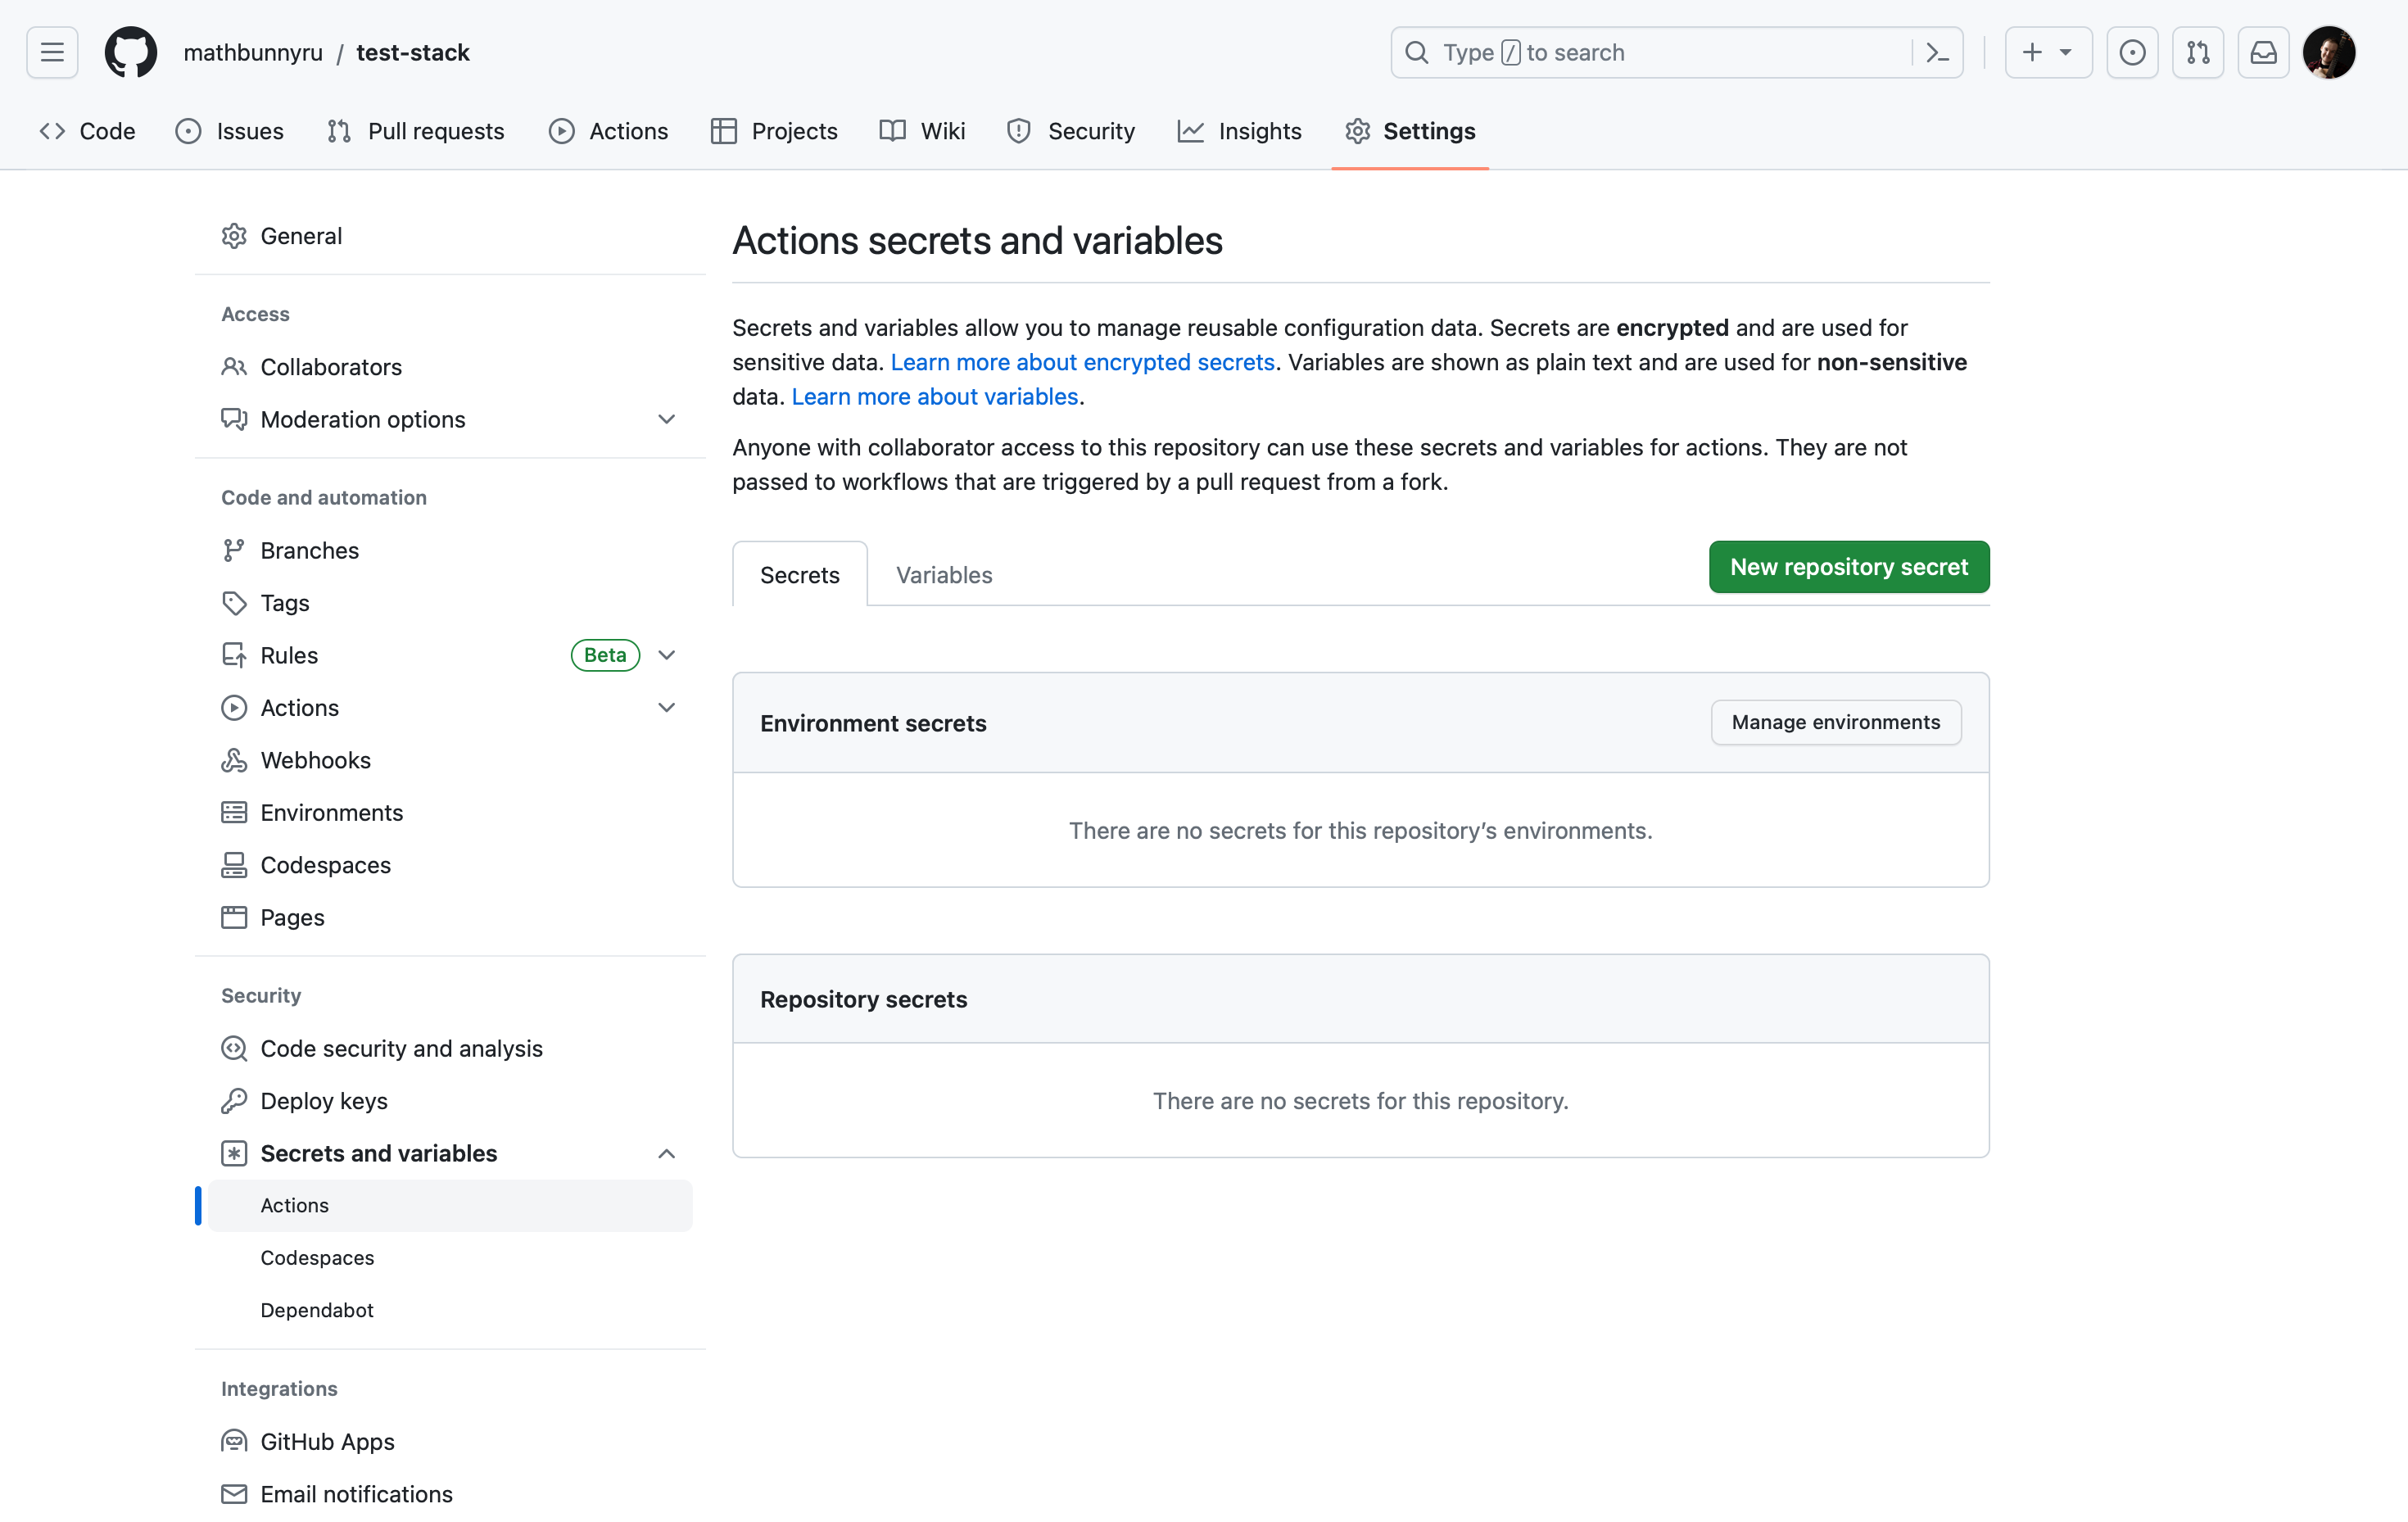 mathbunnyru / test-stack
Type / to search
Code
Issues
Pull requests
Actions
Projects
Wiki
Security
Insights
Settings
General
Access
Collaborators
Moderation options
Code and automation
Branches
Tags
Rules
Beta
Actions
Webhooks
Environments
Codespaces
Pages
Security
Code security and analysis
Deploy keys
Secrets and variables
Actions
Codespaces
Dependabot
Integrations
GitHub Apps
Email notifications
Actions secrets and variables
Secrets and variables allow you to manage reusable configuration data. Secrets are encrypted and are used for
sensitive data. Learn more about encrypted secrets. Variables are shown as plain text and are used for non-sensitive
data. Learn more about variables.
Anyone with collaborator access to this repository can use these secrets and variables for actions. They are not
passed to workflows that are triggered by a pull request from a fork.
Secrets
Variables
New repository secret
Environment secrets
Manage environments
There are no secrets for this repository’s environments.
Repository secrets
There are no secrets for this repository.